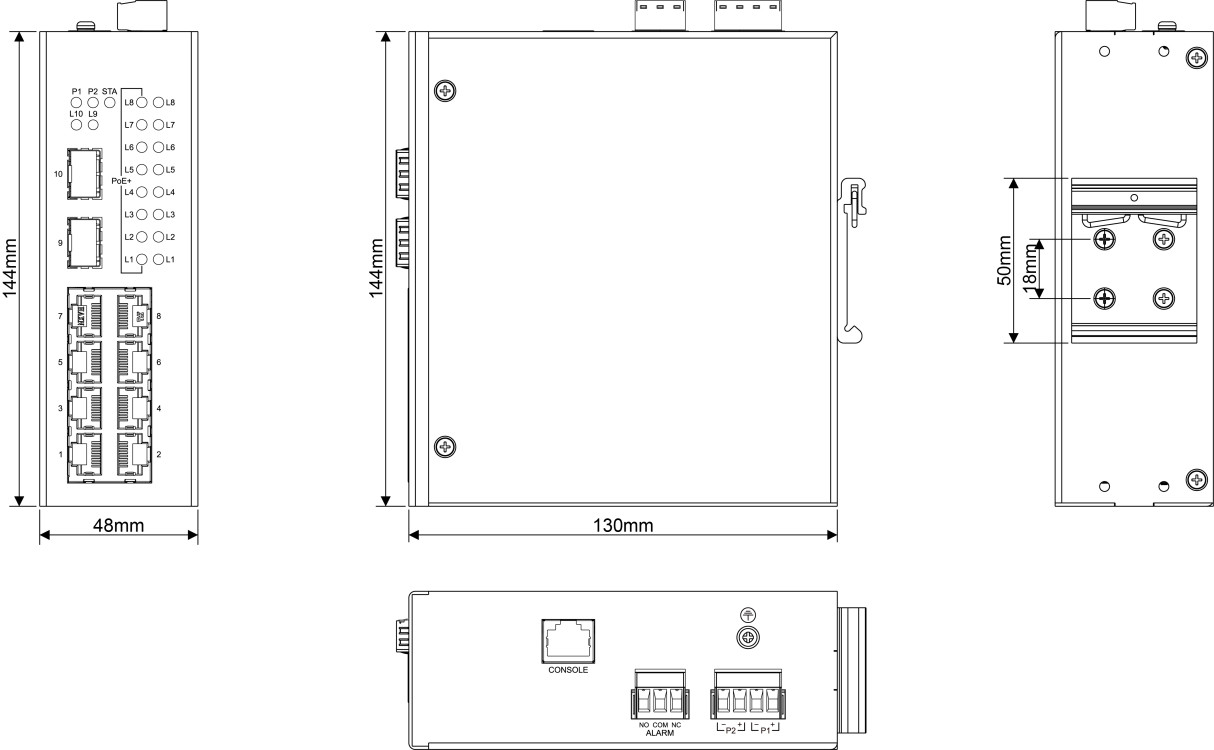 P1 P2 STA
L8 L8
L10 L9
L7 L7
L6 L6
L5 L5
10
PoE+
L4 L4
L3 L3
L2 L2
9
L1 L1
7 8
5 6
3 4
1 2
144mm
48mm
144mm
130mm
50mm
18mm
CONSOLE
NO COM NC
ALARM
− + − +
P2 P1